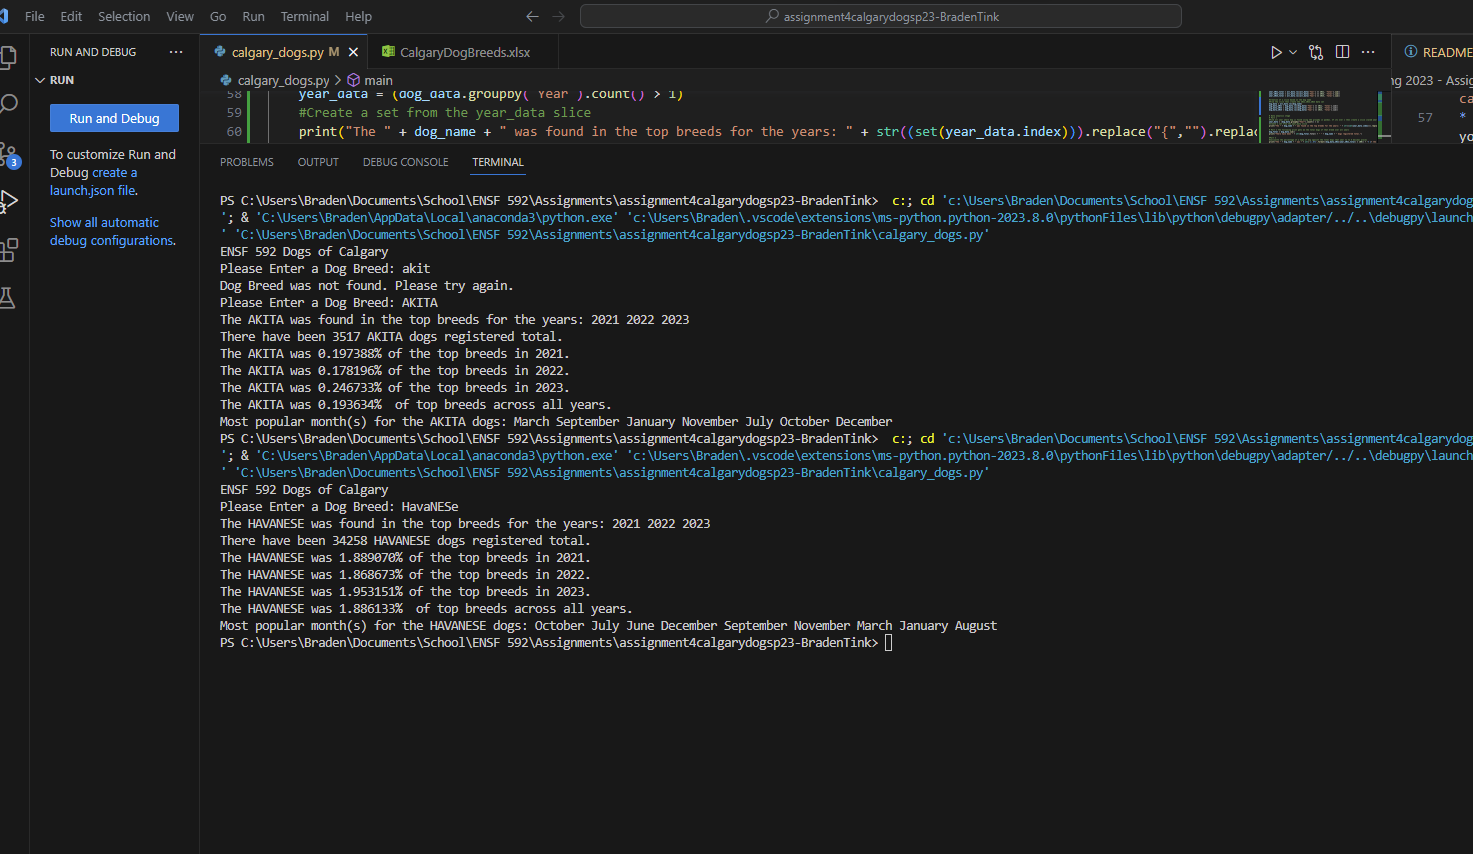 File Edit Selection View Go Run Terminal Help
assignment4calgarydogsp23-BradenTink
RUN AND DEBUG
calgary_dogs.py M
CalgaryDogBreeds.xlsx
README
RUN
calgary_dogs.py > main
2023 - Assig
58 year_data = (dog_data.groupby('Year').count() > 1)
59 #Create a set from the year_data slice
60 print("The " + dog_name + " was found in the top breeds for the years: " + str((set(year_data.index))).replace("{","").replac
ca
57 *
yo
Run and Debug
To customize Run and
Debug create a
launch.json file.
Show all automatic
debug configurations.
3
PROBLEMS OUTPUT DEBUG CONSOLE TERMINAL
PS C:\Users\Braden\Documents\School\ENSF 592\Assignments\assignment4calgarydogsp23-BradenTink> c:; cd 'c:\Users\Braden\Documents\School\ENSF 592\Assignments\assignment4calgarydog
'; & 'C:\Users\Braden\AppData\Local\anaconda3\python.exe' 'c:\Users\Braden\.vscode\extensions\ms-python.python-2023.8.0\pythonFiles\lib\python\debugpy\adapter/../..\debugpy\launch
' 'C:\Users\Braden\Documents\School\ENSF 592\Assignments\assignment4calgarydogsp23-BradenTink\calgary_dogs.py'
ENSF 592 Dogs of Calgary
Please Enter a Dog Breed: akit
Dog Breed was not found. Please try again.
Please Enter a Dog Breed: AKITA
The AKITA was found in the top breeds for the years: 2021 2022 2023
There have been 3517 AKITA dogs registered total.
The AKITA was 0.197388% of the top breeds in 2021.
The AKITA was 0.178196% of the top breeds in 2022.
The AKITA was 0.246733% of the top breeds in 2023.
The AKITA was 0.193634%  of top breeds across all years.
Most popular month(s) for the AKITA dogs: March September January November July October December
PS C:\Users\Braden\Documents\School\ENSF 592\Assignments\assignment4calgarydogsp23-BradenTink> c:; cd 'c:\Users\Braden\Documents\School\ENSF 592\Assignments\assignment4calgarydog
'; & 'C:\Users\Braden\AppData\Local\anaconda3\python.exe' 'c:\Users\Braden\.vscode\extensions\ms-python.python-2023.8.0\pythonFiles\lib\python\debugpy\adapter/../..\debugpy\launch
' 'C:\Users\Braden\Documents\School\ENSF 592\Assignments\assignment4calgarydogsp23-BradenTink\calgary_dogs.py'
ENSF 592 Dogs of Calgary
Please Enter a Dog Breed: HavaNESe
The HAVANESE was found in the top breeds for the years: 2021 2022 2023
There have been 34258 HAVANESE dogs registered total.
The HAVANESE was 1.889070% of the top breeds in 2021.
The HAVANESE was 1.868673% of the top breeds in 2022.
The HAVANESE was 1.953151% of the top breeds in 2023.
The HAVANESE was 1.886133%  of top breeds across all years.
Most popular month(s) for the HAVANESE dogs: October July June December September November March January August
PS C:\Users\Braden\Documents\School\ENSF 592\Assignments\assignment4calgarydogsp23-BradenTink>